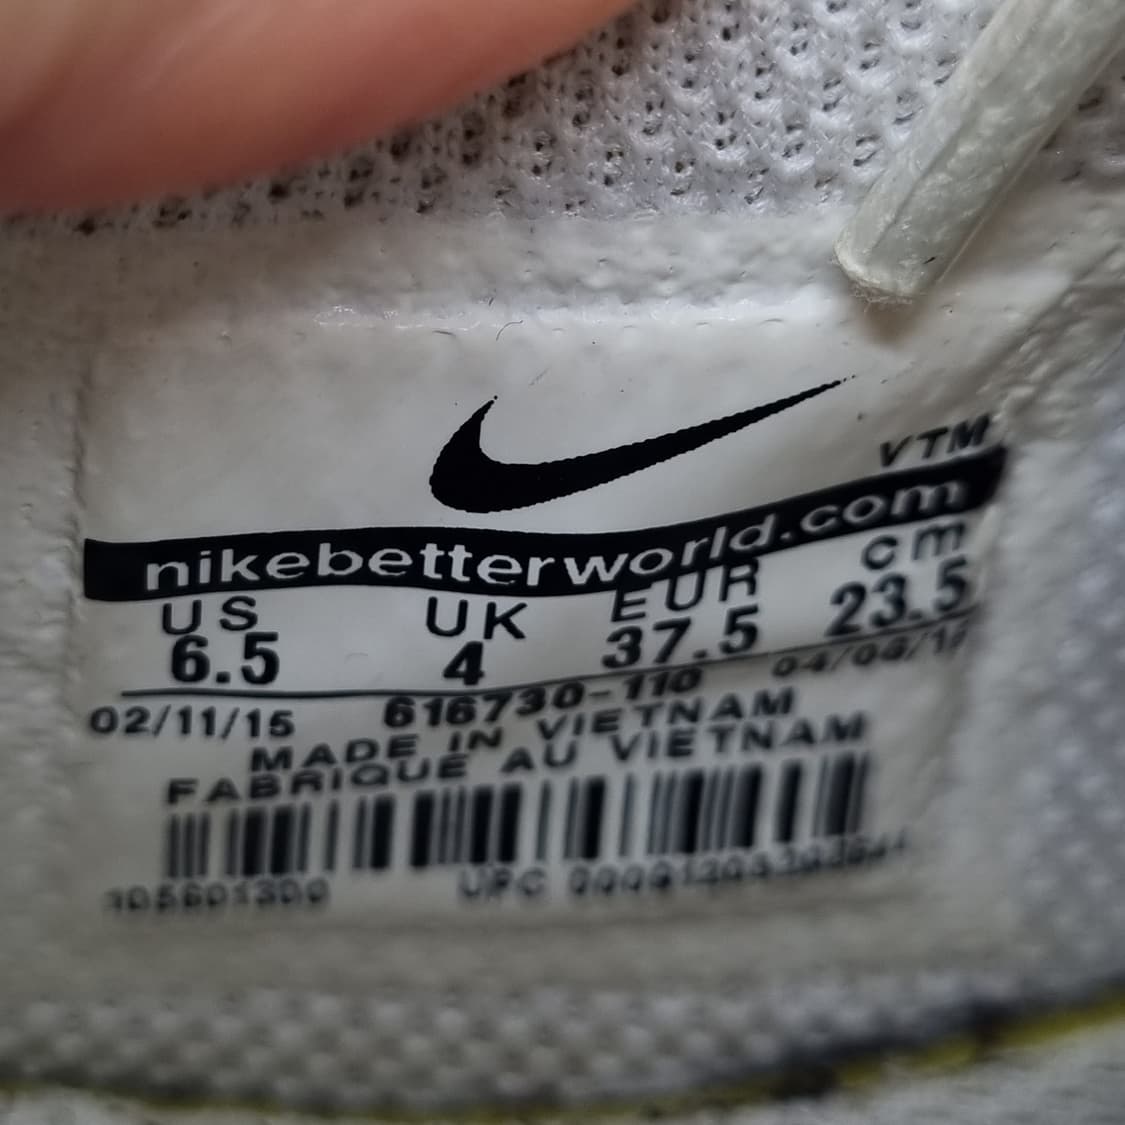 VTM
nikebetterworld.com
US UK EUR cm
6.5 4 37.5 23.5
02/11/15 616730-110
MADE IN VIETNAM
FABRIQUE AU VIETNAM
UPC